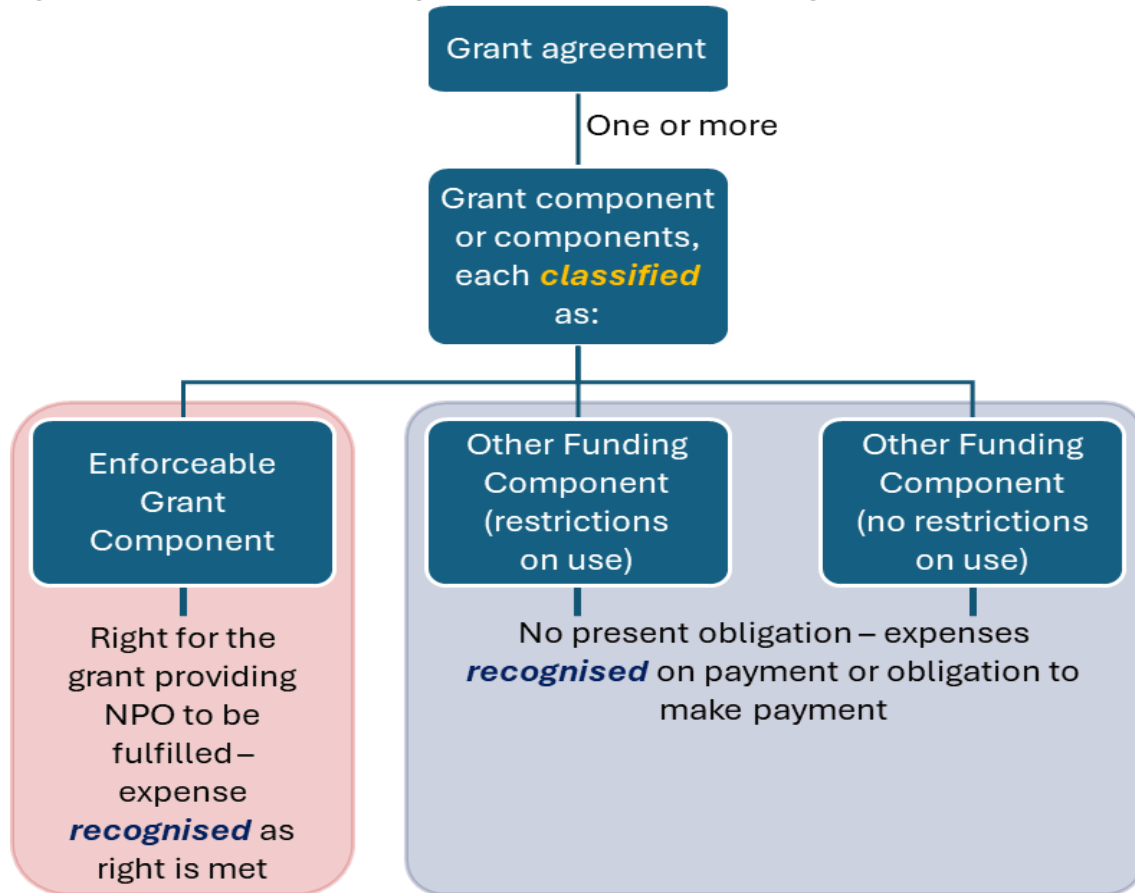 Grant agreement
One or more
Grant component
or components,
each classified
as:
Enforceable
Grant
Component
Other Funding
Component
(restrictions
on use)
Other Funding
Component
(no restrictions
on use)
Right for the
grant providing
NPO to be
fulfilled –
expense
recognised as
right is met
No present obligation – expenses
recognised on payment or obligation to
make payment